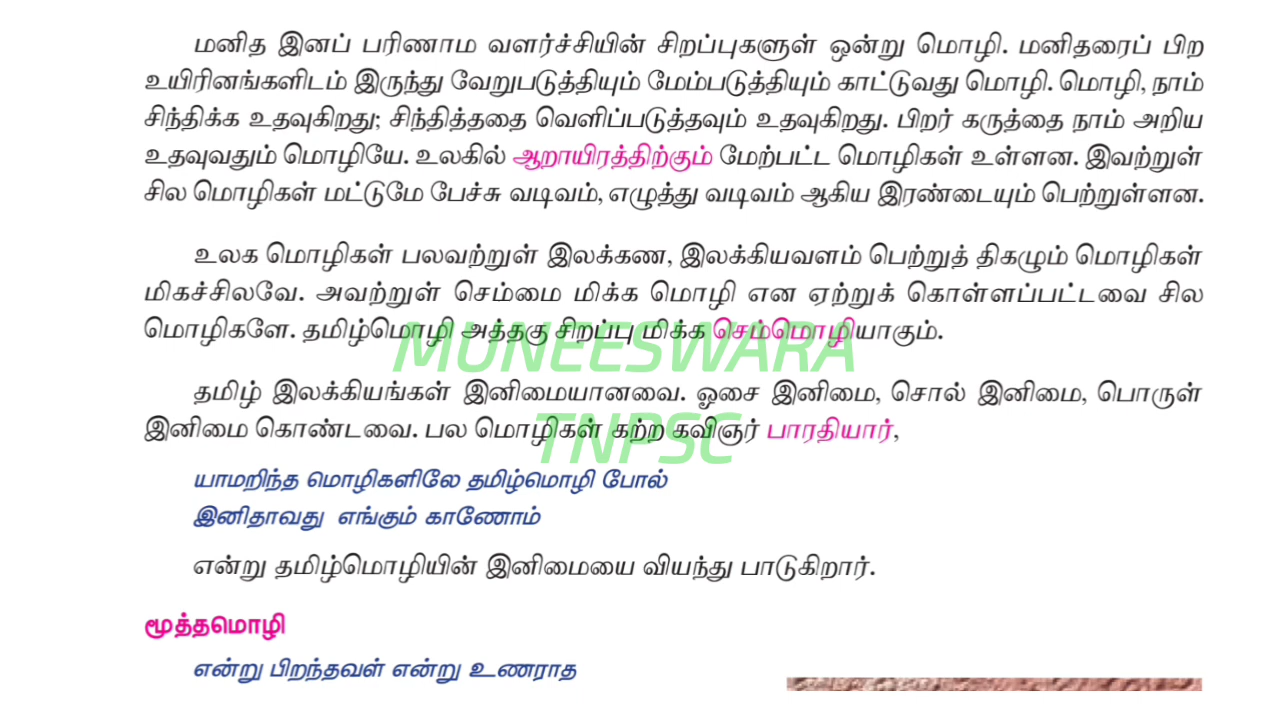 மனித இனப் பரிணாம வளர்ச்சியின் சிறப்புகளுள் ஒன்று மொழி. மனிதரைப் பிற
உயிரினங்களிடம் இருந்து வேறுபடுத்தியும் மேம்படுத்தியும் காட்டுவது மொழி. மொழி, நாம்
சிந்திக்க உதவுகிறது; சிந்தித்ததை வெளிப்படுத்தவும் உதவுகிறது. பிறர் கருத்தை நாம் அறிய
உதவுவதும் மொழியே. உலகில் ஆறாயிரத்திற்கும் மேற்பட்ட மொழிகள் உள்ளன. இவற்றுள்
சில மொழிகள் மட்டுமே பேச்சு வடிவம், எழுத்து வடிவம் ஆகிய இரண்டையும் பெற்றுள்ளன.
உலக மொழிகள் பலவற்றுள் இலக்கண, இலக்கியவளம் பெற்றுத் திகழும் மொழிகள்
மிகச்சிலவே. அவற்றுள் செம்மை மிக்க மொழி என ஏற்றுக் கொள்ளப்பட்டவை சில
மொழிகளே. தமிழ்மொழி அத்தகு சிறப்பு மிக்க செம்மொழியாகும்.
MUNEESWARA
தமிழ் இலக்கியங்கள் இனிமையானவை. ஓசை இனிமை, சொல் இனிமை, பொருள்
இனிமை கொண்டவை. பல மொழிகள் கற்ற கவிஞர் பாரதியார்,
TNPSC
யாமறிந்த மொழிகளிலே தமிழ்மொழி போல்
இனிதாவது எங்கும் காணோம்
என்று தமிழ்மொழியின் இனிமையை வியந்து பாடுகிறார்.
மூத்தமொழி
என்று பிறந்தவள் என்று உணராத